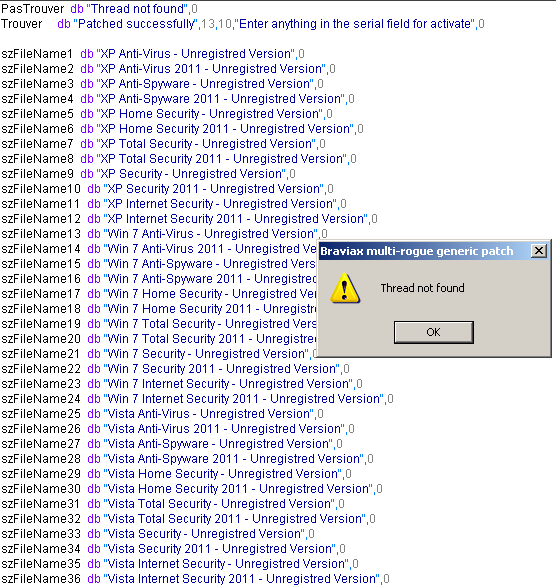 PasTrouver db "Thread not found",0
Trouver db "Patched successfully",13,10,"Enter anything in the serial field for activate",0
szFileName1 db "XP Anti-Virus - Unregistred Version",0
szFileName2 db "XP Anti-Virus 2011 - Unregistred Version",0
szFileName3 db "XP Anti-Spyware - Unregistred Version",0
szFileName4 db "XP Anti-Spyware 2011 - Unregistred Version",0
szFileName5 db "XP Home Security - Unregistred Version",0
szFileName6 db "XP Home Security 2011 - Unregistred Version",0
szFileName7 db "XP Total Security - Unregistred Version",0
szFileName8 db "XP Total Security 2011 - Unregistred Version",0
szFileName9 db "XP Security - Unregistred Version",0
szFileName10 db "XP Security 2011 - Unregistred Version",0
szFileName11 db "XP Internet Security - Unregistred Version",0
szFileName12 db "XP Internet Security 2011 - Unregistred Version",0
szFileName13 db "Win 7 Anti-Virus - Unregistred Version",0
szFileName14 db "Win 7 Anti-Virus 2011 - Unregistred Ve
szFileName15 db "Win 7 Anti-Spyware - Unregistred Vers
szFileName16 db "Win 7 Anti-Spyware 2011 - Unregistred
szFileName17 db "Win 7 Home Security - Unregistred Ver
szFileName18 db "Win 7 Home Security 2011 - Unregistred
szFileName19 db "Win 7 Total Security - Unregistred Vers
szFileName20 db "Win 7 Total Security 2011 - Unregistred
szFileName21 db "Win 7 Security - Unregistred Version",0
szFileName22 db "Win 7 Security 2011 - Unregistred Version",0
szFileName23 db "Win 7 Internet Security - Unregistred Version",0
szFileName24 db "Win 7 Internet Security 2011 - Unregistred Version",0
szFileName25 db "Vista Anti-Virus - Unregistred Version",0
szFileName26 db "Vista Anti-Virus 2011 - Unregistred Version",0
szFileName27 db "Vista Anti-Spyware - Unregistred Version",0
szFileName28 db "Vista Anti-Spyware 2011 - Unregistred Version",0
szFileName29 db "Vista Home Security - Unregistred Version",0
szFileName30 db "Vista Home Security 2011 - Unregistred Version",0
szFileName31 db "Vista Total Security - Unregistred Version",0
szFileName32 db "Vista Total Security 2011 - Unregistred Version",0
szFileName33 db "Vista Security - Unregistred Version",0
szFileName34 db "Vista Security 2011 - Unregistred Version",0
szFileName35 db "Vista Internet Security - Unregistred Version",0
szFileName36 db "Vista Internet Security 2011 - Unregistred Version",0
Braviax multi-rogue generic patch
Thread not found
OK